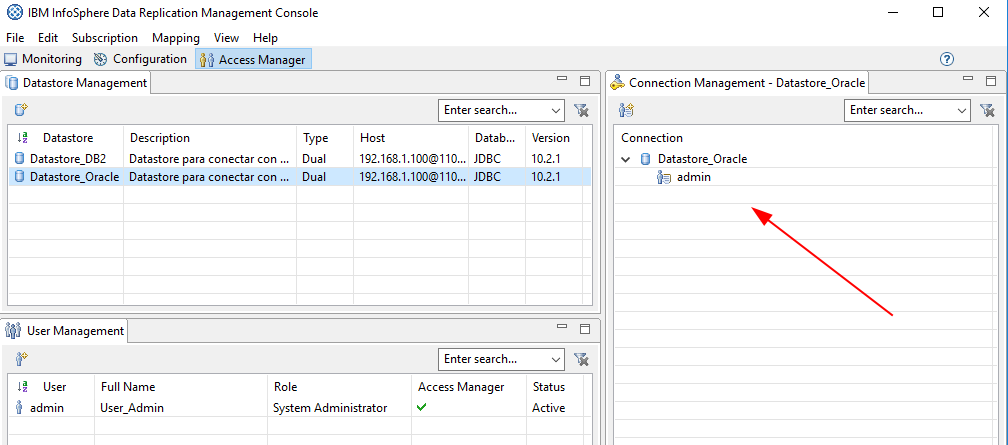 IBM InfoSphere Data Replication Management Console
File Edit Subscription Mapping View Help
Monitoring Configuration Access Manager
Datastore Management
Enter search...
Datastore Description Type Host Datab... Version
Datastore_DB2 Datastore para conectar con ... Dual 192.168.1.100@110... JDBC 10.2.1
Datastore_Oracle Datastore para conectar con ... Dual 192.168.1.100@110... JDBC 10.2.1
User Management
Enter search...
User Full Name Role Access Manager Status
admin User_Admin System Administrator Active
Connection Management - Datastore_Oracle
Enter search...
Connection
Datastore_Oracle
admin